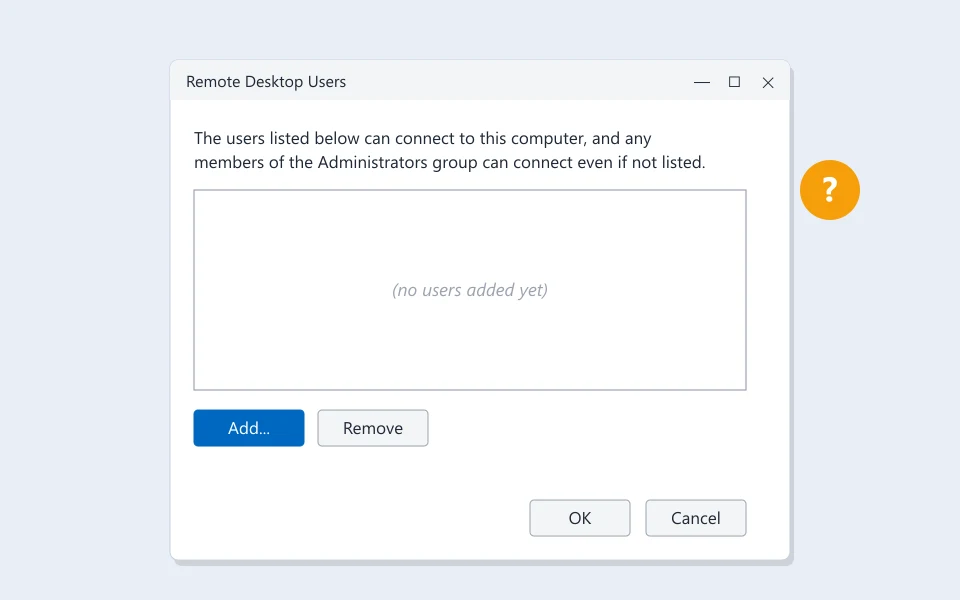 Remote Desktop Users
The users listed below can connect to this computer, and any
members of the Administrators group can connect even if not listed.
?
(no users added yet)
Add...
Remove
OK
Cancel